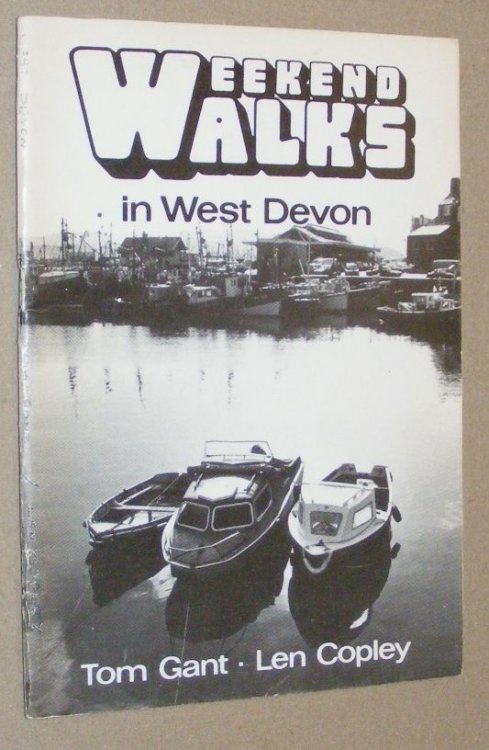 WEEKEND
WALKS
in West Devon
Tom Gant · Len Copley